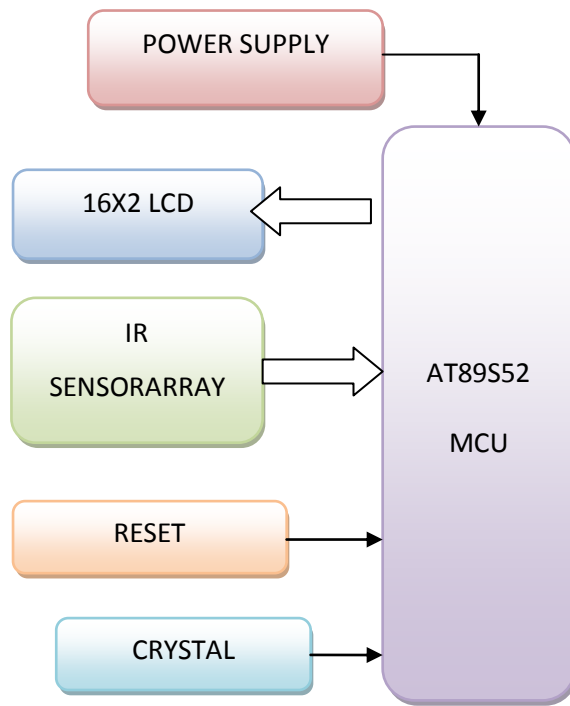 POWER SUPPLY
16X2 LCD
IR
SENSORARRAY
AT89S52
MCU
RESET
CRYSTAL